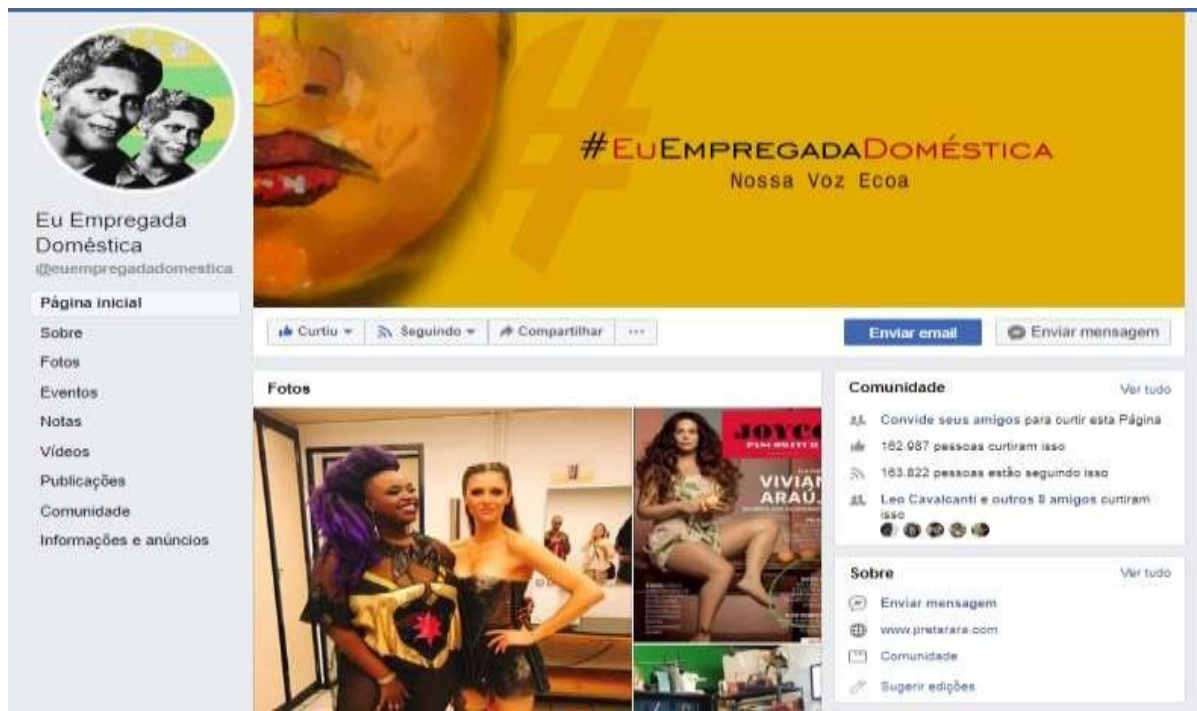 #EUEMPREGADADOMÉSTICA
Nossa Voz Ecoa
Eu Empregada
Doméstica
@euempregadadomestica
Página inicial
Sobre
Fotos
Eventos
Notas
Vídeos
Publicações
Comunidade
Informações e anúncios
Curtiu
Seguindo
Compartilhar
Enviar email
Enviar mensagem
Fotos
JOYCE
PASCOWITCH
VIVIAN
ARAÚJ
Comunidade
Ver tudo
Convide seus amigos para curtir esta Página
162.987 pessoas curtiram isso
163.822 pessoas estão seguindo isso
Leo Cavalcanti e outros 8 amigos curtiram
isso
Sobre
Ver tudo
Enviar mensagem
www.pretarara.com
Comunidade
Sugerir edições